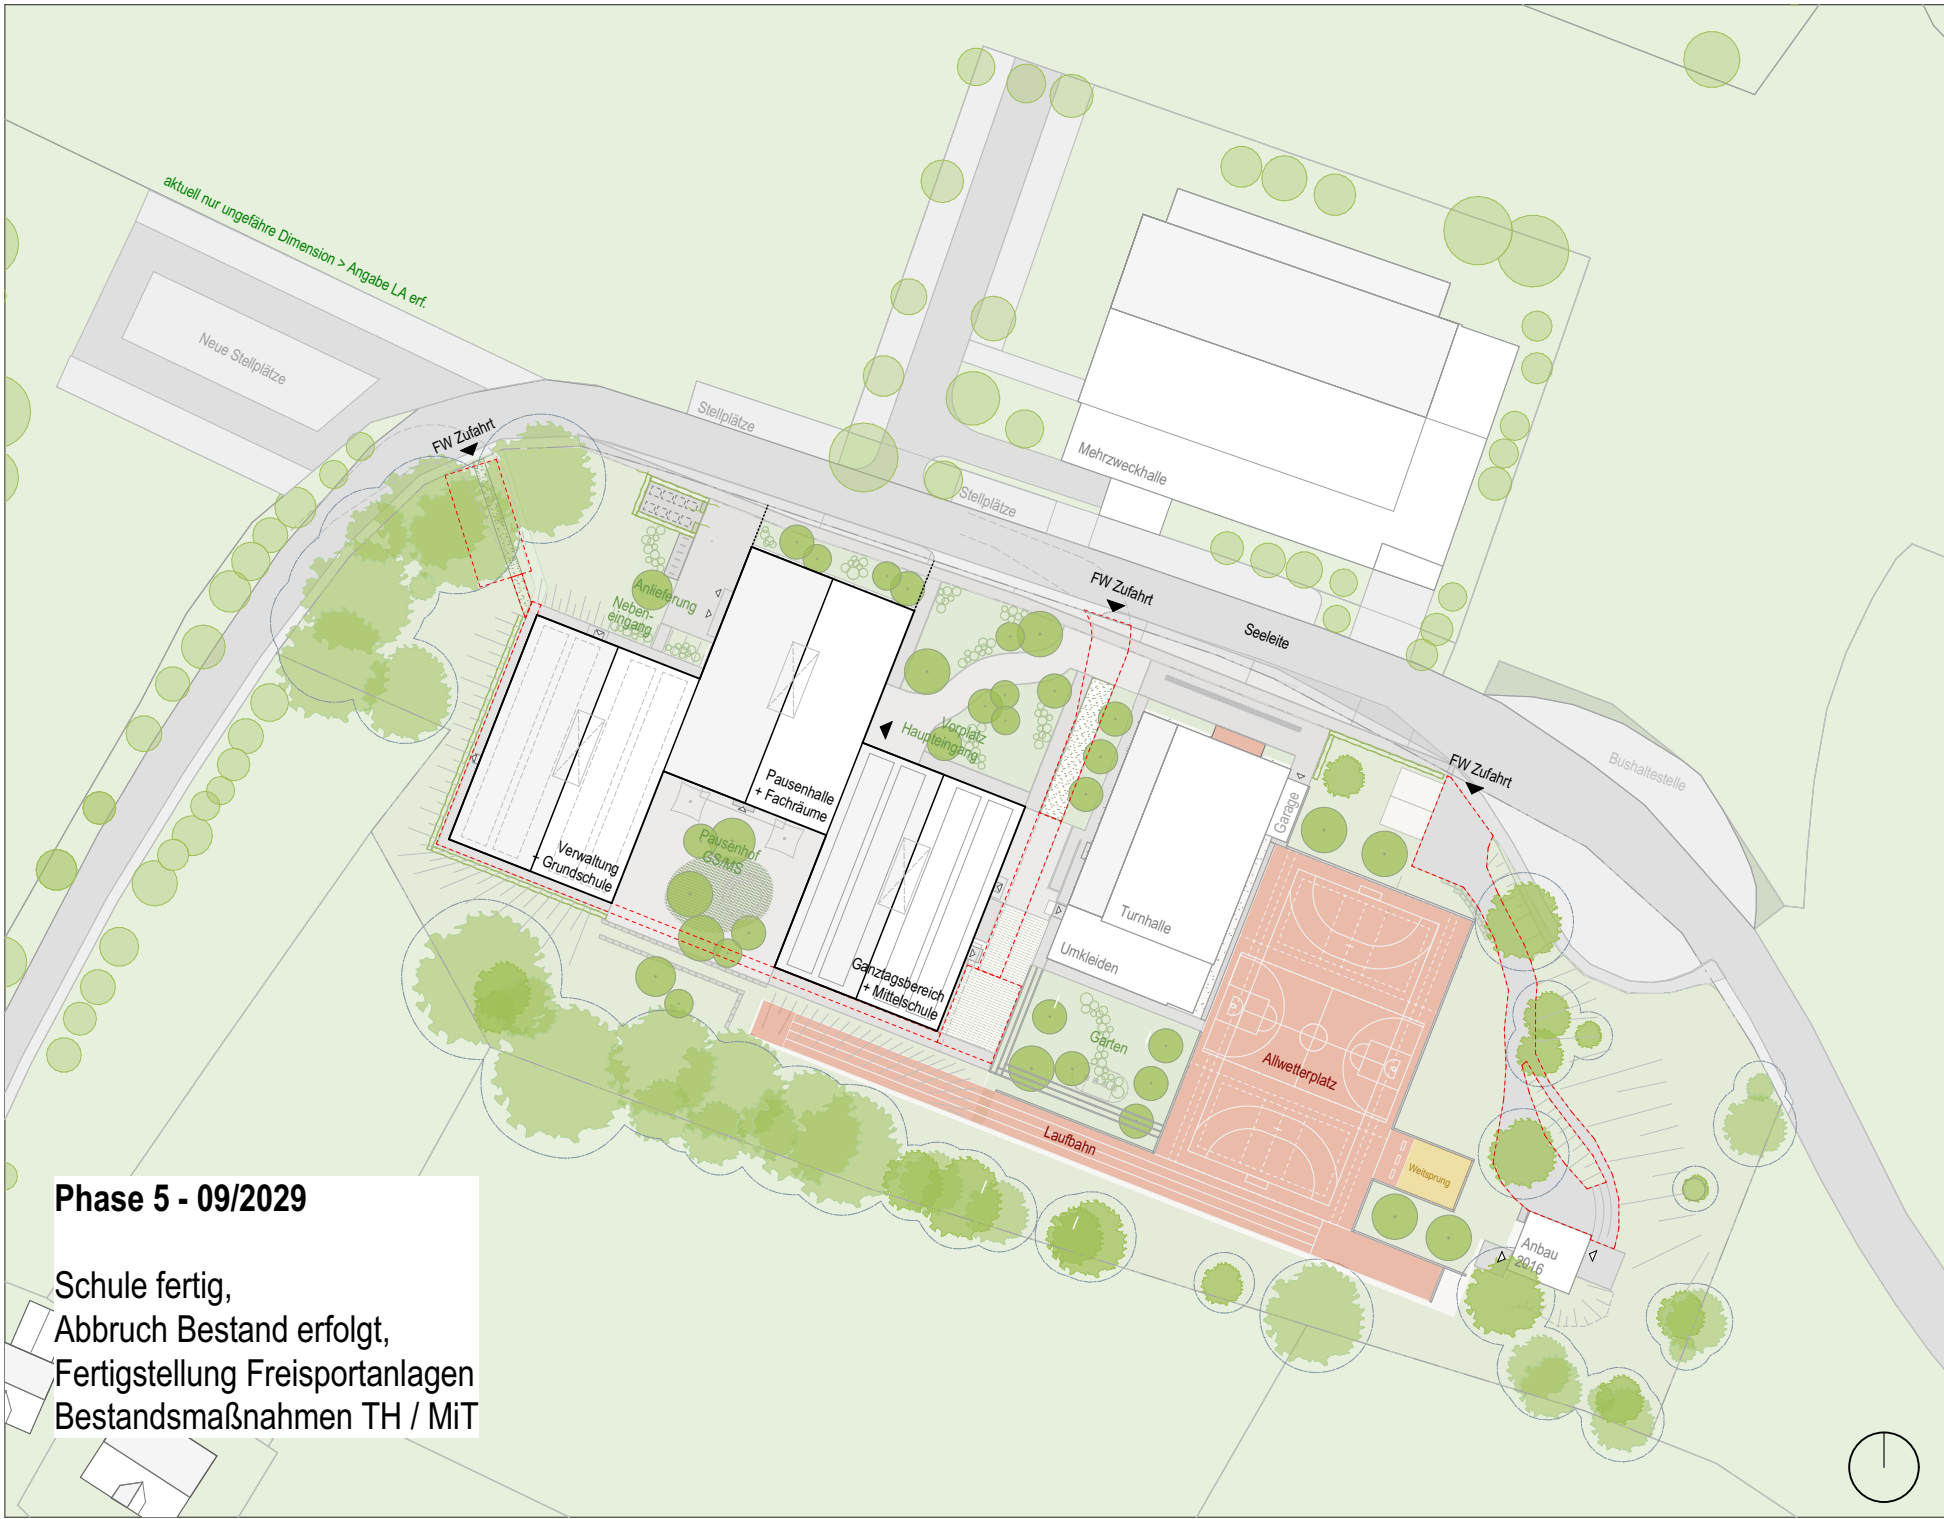 aktuell nur ungefähre Dimension > Angabe LA erf.
Neue Stellplätze
FW Zufahrt
Stellplätze
Mehrzweckhalle
Stellplätze
FW Zufahrt
Seeleite
Anlieferung
Neben-
eingang
Vorplatz
Haupteingang
FW Zufahrt
Bushaltestelle
Pausenhalle
+ Fachräume
Garage
Pausenhof
GS/MS
Verwaltung
+ Grundschule
Turnhalle
Umkleiden
Ganztagsbereich
+ Mittelschule
Garten
Allwetterplatz
Laufbahn
Weitsprung
Anbau
2016
Phase 5 - 09/2029
Schule fertig,
Abbruch Bestand erfolgt,
Fertigstellung Freisportanlagen
Bestandsmaßnahmen TH / MiT